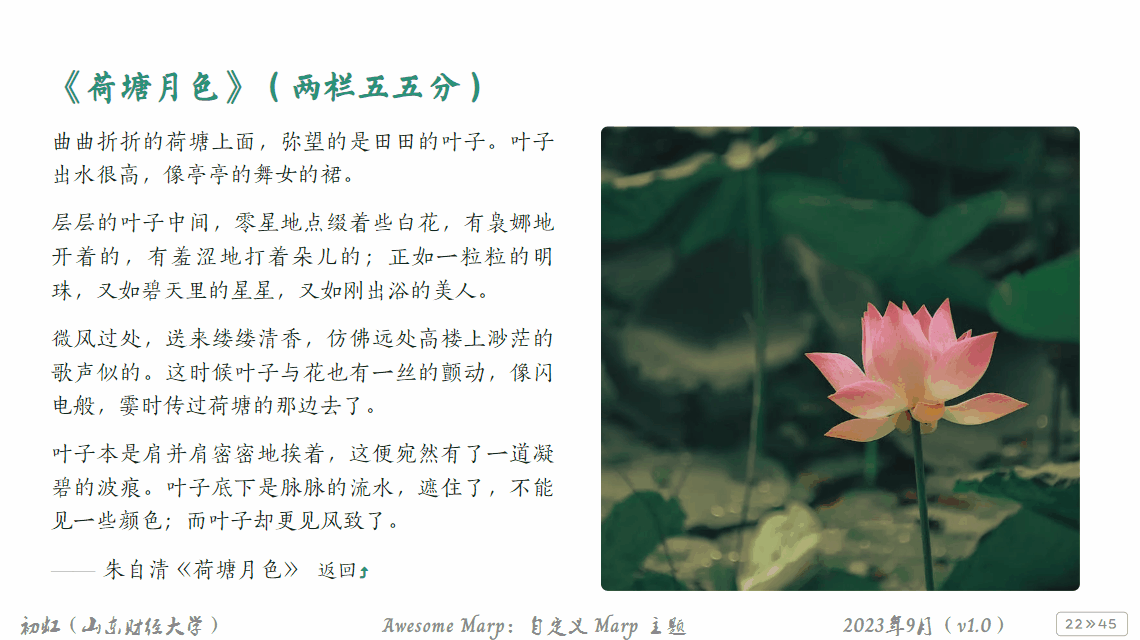 《荷塘月色》(两栏五五分)
曲曲折折的荷塘上面，弥望的是田田的叶子。叶子
出水很高，像亭亭的舞女的裙。
层层的叶子中间，零星地点缀着些白花，有袅娜地
开着的，有羞涩地打着朵儿的；正如一粒粒的明
珠，又如碧天里的星星，又如刚出浴的美人。
微风过处，送来缕缕清香，仿佛远处高楼上渺茫的
歌声似的。这时候叶子与花也有一丝的颤动，像闪
电般，霎时传过荷塘的那边去了。
叶子本是肩并肩密密地挨着，这便宛然有了一道凝
碧的波痕。叶子底下是脉脉的流水，遮住了，不能
见一些颜色；而叶子却更见风致了。
—— 朱自清《荷塘月色》 返回⤴
初虹(山东财经大学)
Awesome Marp：自定义 Marp 主题
2023年9月(v1.0)
22»45